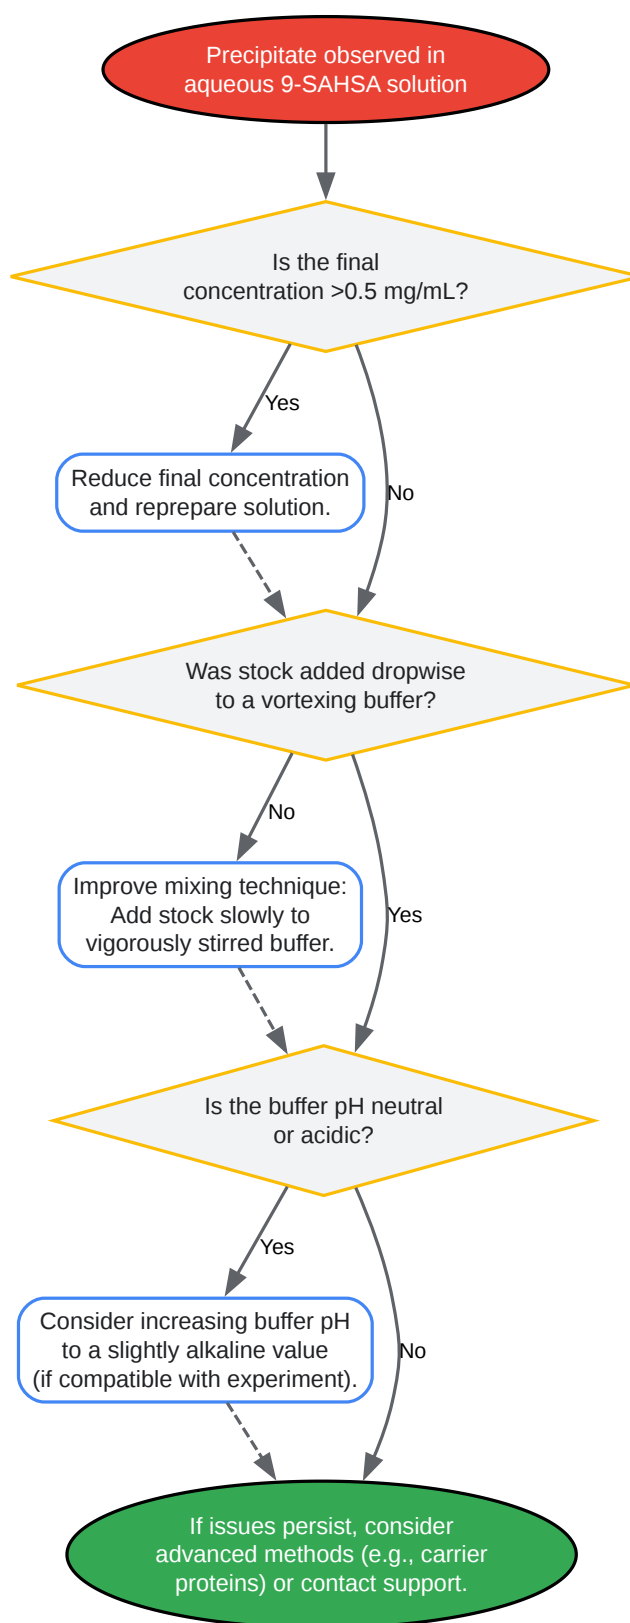 Precipitate observed in
aqueous 9-SAHSA solution
Is the final
concentration >0.5 mg/mL?
Yes
Reduce final concentration
and reprepare solution.
No
Was stock added dropwise
to a vortexing buffer?
No
Improve mixing technique:
Add stock slowly to
vigorously stirred buffer.
Yes
Is the buffer pH neutral
or acidic?
Yes
Consider increasing buffer pH
to a slightly alkaline value
(if compatible with experiment).
No
If issues persist, consider
advanced methods (e.g., carrier
proteins) or contact support.